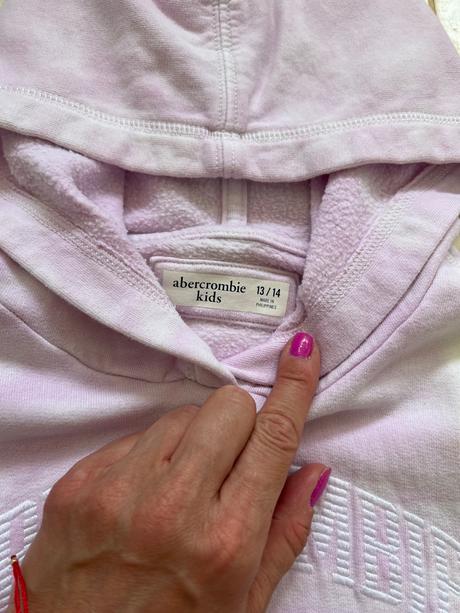 abercrombie
kids
13 / 14
MADE IN
PHILIPPINES